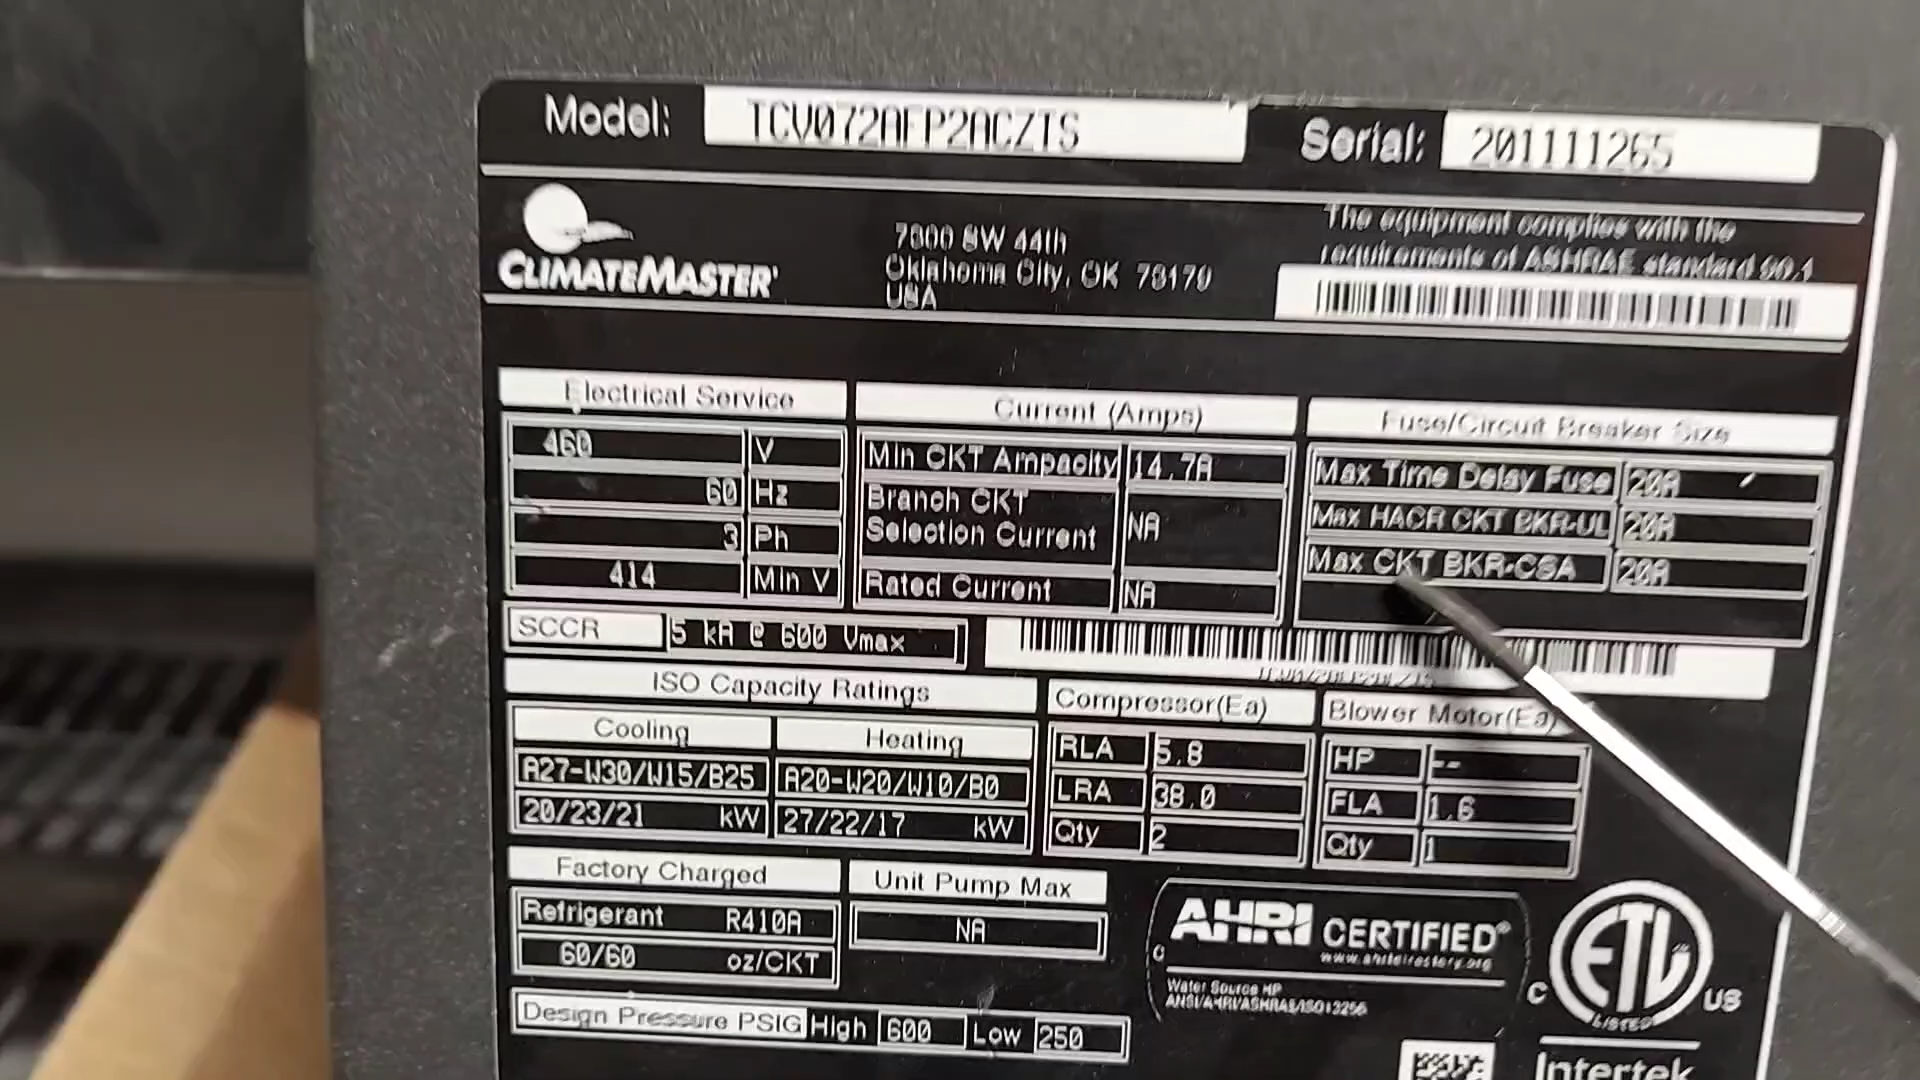 Model: TCV072AFP2ACZTS Serial: 201111265
CLIMATEMASTER
7300 SW 44th
Oklahoma City, OK 73179
USA
The equipment complies with the
requirements of ASHRAE standard 90.1
Electrical Service
460 V
60 Hz
3 Ph
414 Min V
Current (Amps)
Min CKT Ampacity 14.7A
Branch CKT
Selection Current NA
Rated Current NA
Fuse/Circuit Breaker Size
Max Time Delay Fuse 20A
Max HACR CKT BKR-UL 20A
Max CKT BKR-CSA 20A
SCCR 5 kA @ 600 Vmax
ISO Capacity Ratings
Cooling Heating
A27-W30/W15/B25 A20-W20/W10/B0
20/23/21 kW 27/22/17 kW
Compressor(Ea)
RLA 5.8
LRA 38.0
Qty 2
Blower Motor(Ea)
HP --
FLA 1.6
Qty 1
Factory Charged
Refrigerant R410A
60/60 oz/CKT
Unit Pump Max
NA
Design Pressure PSIG High 600 Low 250
AHRI CERTIFIED®
www.ahridirectory.org
Water Source HP
ANSI/AHRI/ASHRAE/ISO13256
C ETL US
LISTED
Intertek